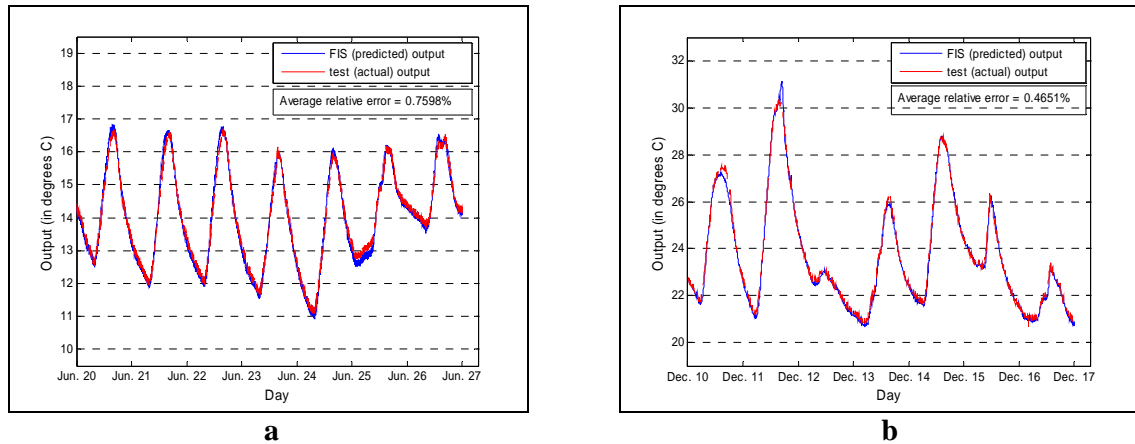 19
18
17
16
15
14
13
12
11
10
Output (in degrees C)
FIS (predicted) output
test (actual) output
Average relative error = 0.7598%
Jun. 20 Jun. 21 Jun. 22 Jun. 23 Jun. 24 Jun. 25 Jun. 26 Jun. 27
Day
a
32
30
28
26
24
22
20
Output (in degrees C)
FIS (predicted) output
test (actual) output
Average relative error = 0.4651%
Dec. 10 Dec. 11 Dec. 12 Dec. 13 Dec. 14 Dec. 15 Dec. 16 Dec. 17
Day
b